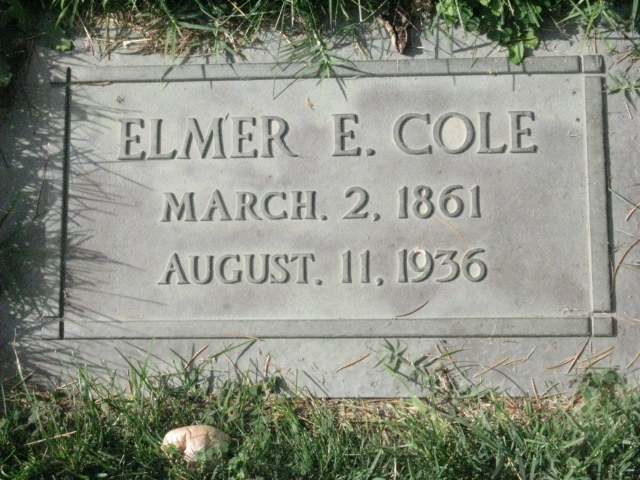 ELMER E. COLE
MARCH. 2, 1861
AUGUST. 11, 1936